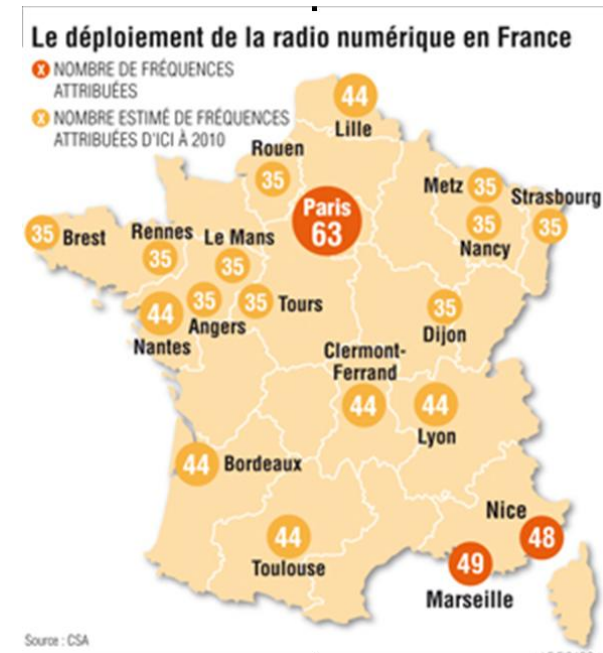 Le déploiement de la radio numérique en France
X NOMBRE DE FRÉQUENCES
ATTRIBUÉES
X NOMBRE ESTIMÉ DE FRÉQUENCES
ATTRIBUÉES D'ICI À 2010
44
Lille
Rouen
35
Paris
63
Metz 35
Strasbourg
35
35
Nancy
35 Brest
Rennes
35
Le Mans
35
44
Nantes
35
Angers
35 Tours
35
Dijon
Clermont-
Ferrand
44
44
Lyon
44 Bordeaux
44
Toulouse
Nice
48
49
Marseille
Source : CSA